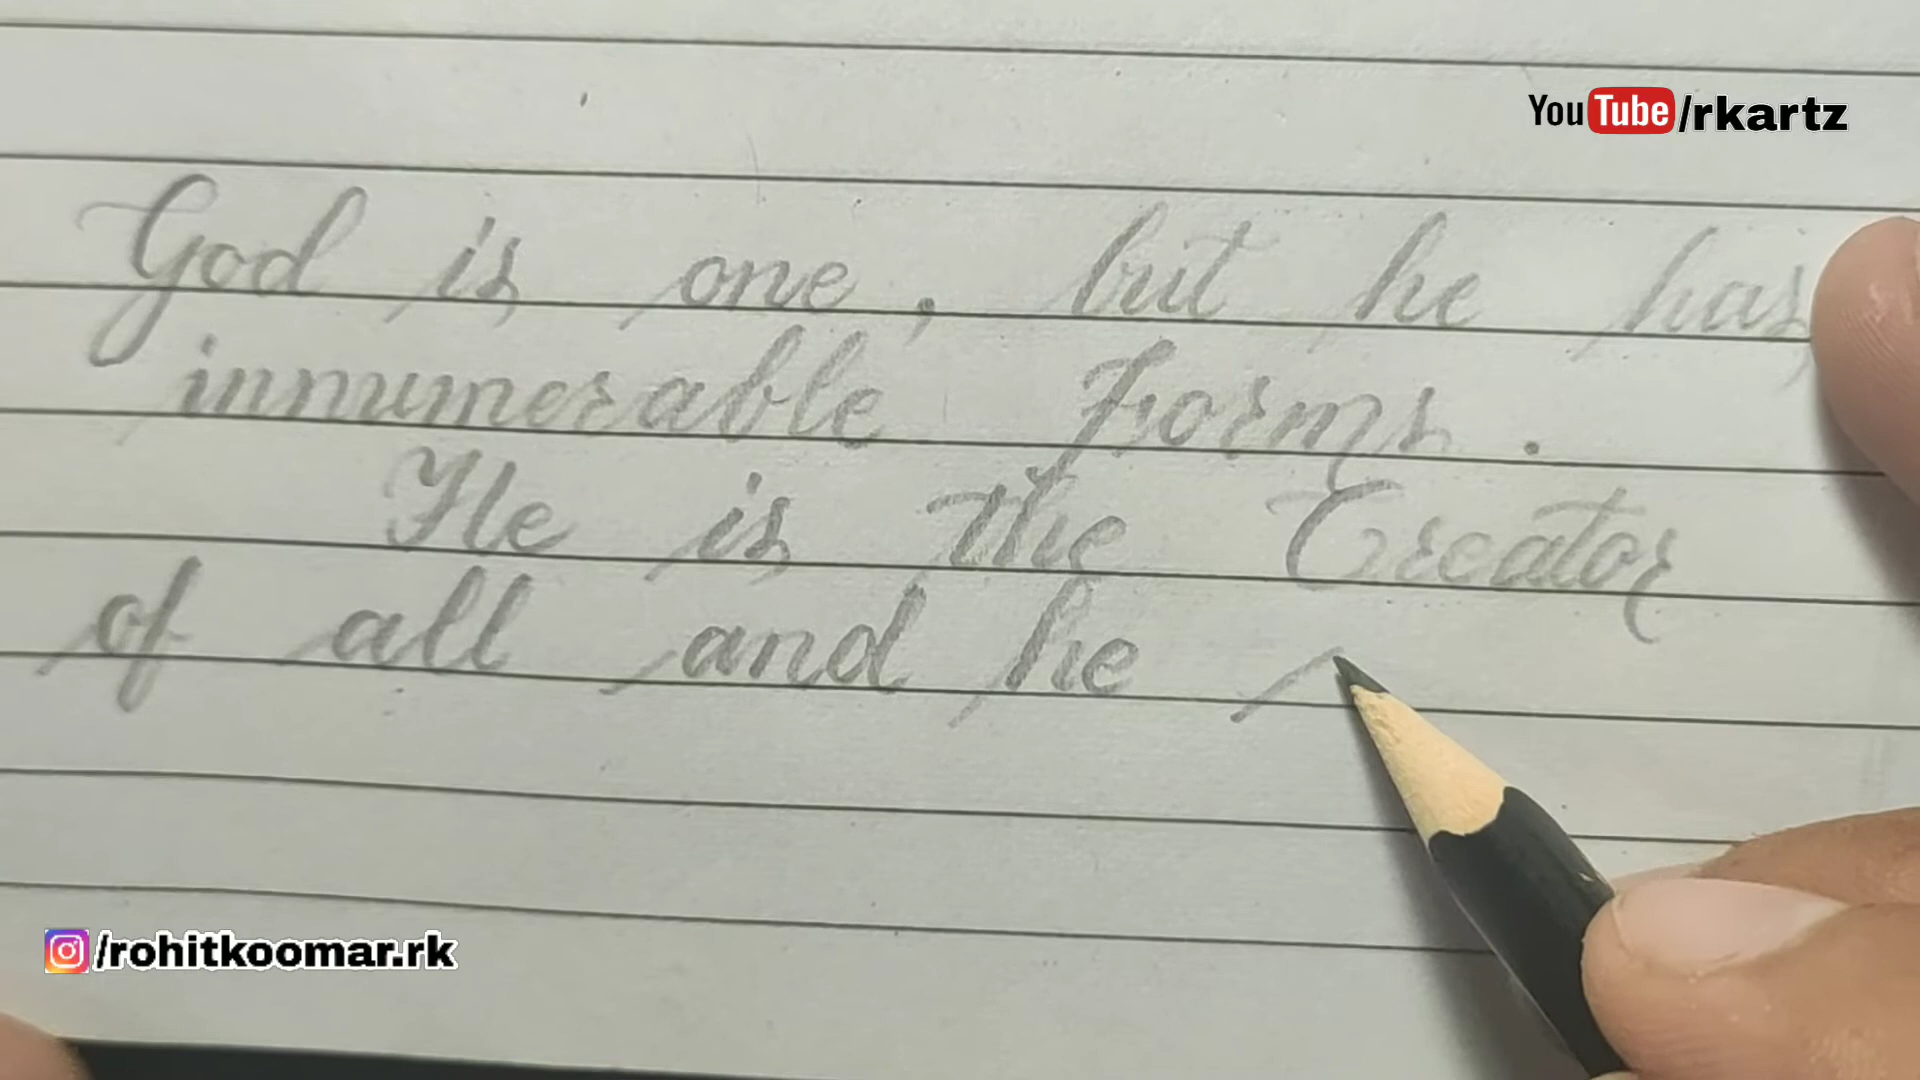 YouTube/rkartz
God is one, but he has
innumerable forms.
He is the Creator
of all and he
/rohitkoomar.rk